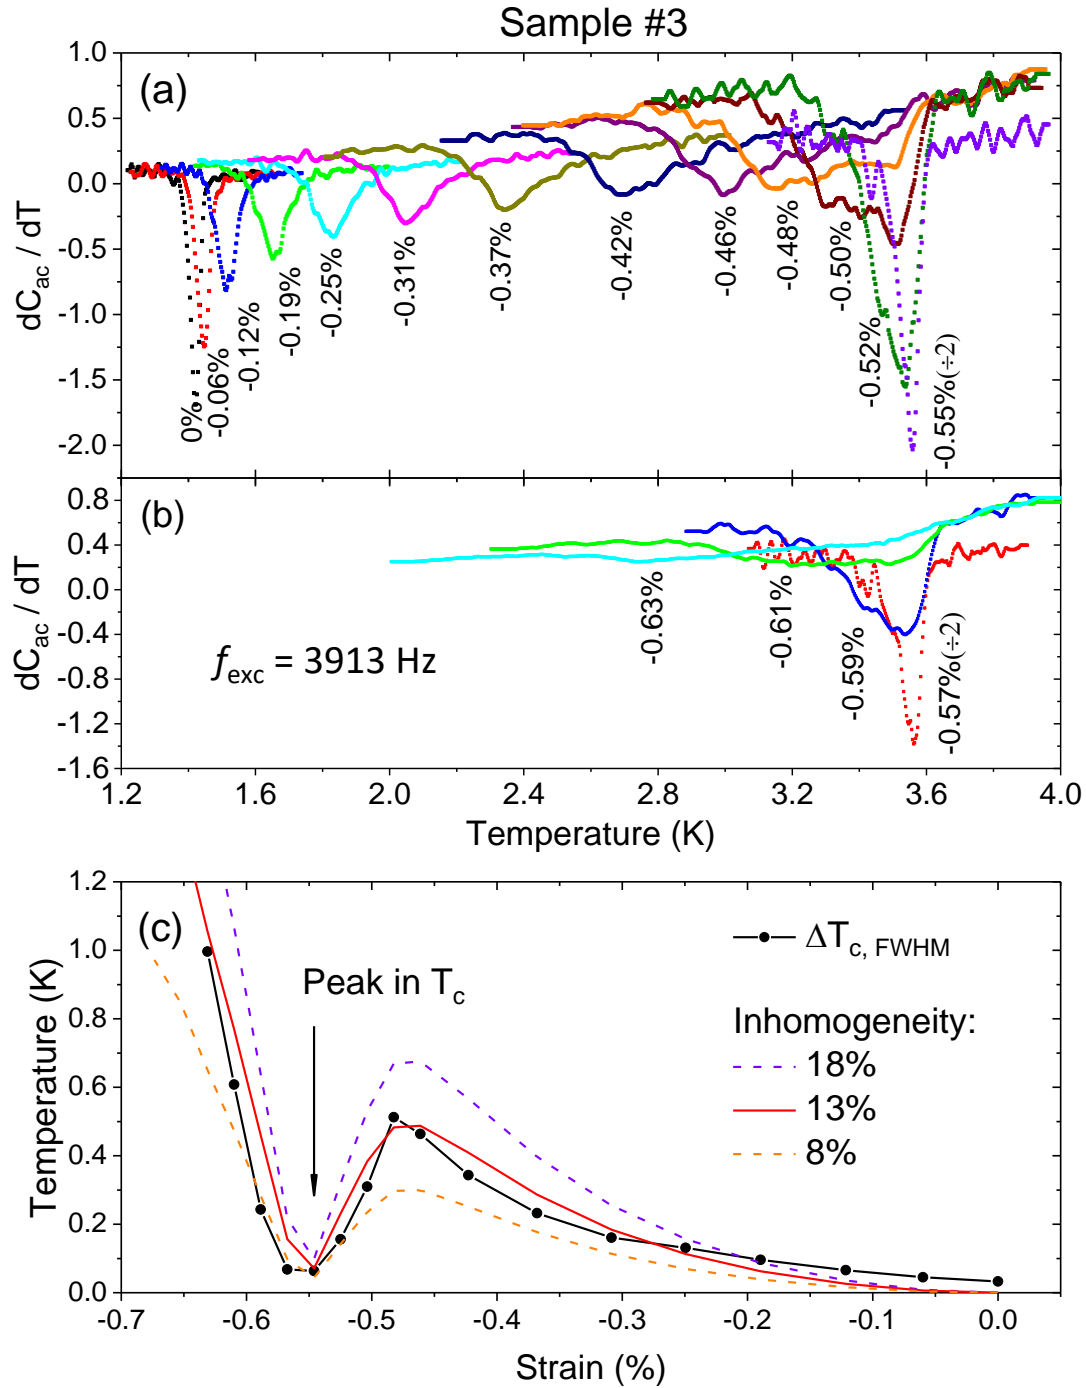 Sample #3
(a)
dC_ac / dT
1.0
0.5
0.0
-0.5
-1.0
-1.5
-2.0
0%
-0.06%
-0.12%
-0.19%
-0.25%
-0.31%
-0.37%
-0.42%
-0.46%
-0.48%
-0.50%
-0.52%
-0.55%(÷2)
(b)
dC_ac / dT
0.8
0.4
0.0
-0.4
-0.8
-1.2
-1.6
-0.63%
-0.61%
-0.59%
-0.57%(÷2)
f_exc = 3913 Hz
1.2 1.6 2.0 2.4 2.8 3.2 3.6 4.0
Temperature (K)
(c)
Temperature (K)
1.2
1.0
0.8
0.6
0.4
0.2
0.0
Peak in T_c
ΔT_c, FWHM
Inhomogeneity:
18%
13%
8%
-0.7 -0.6 -0.5 -0.4 -0.3 -0.2 -0.1 0.0
Strain (%)